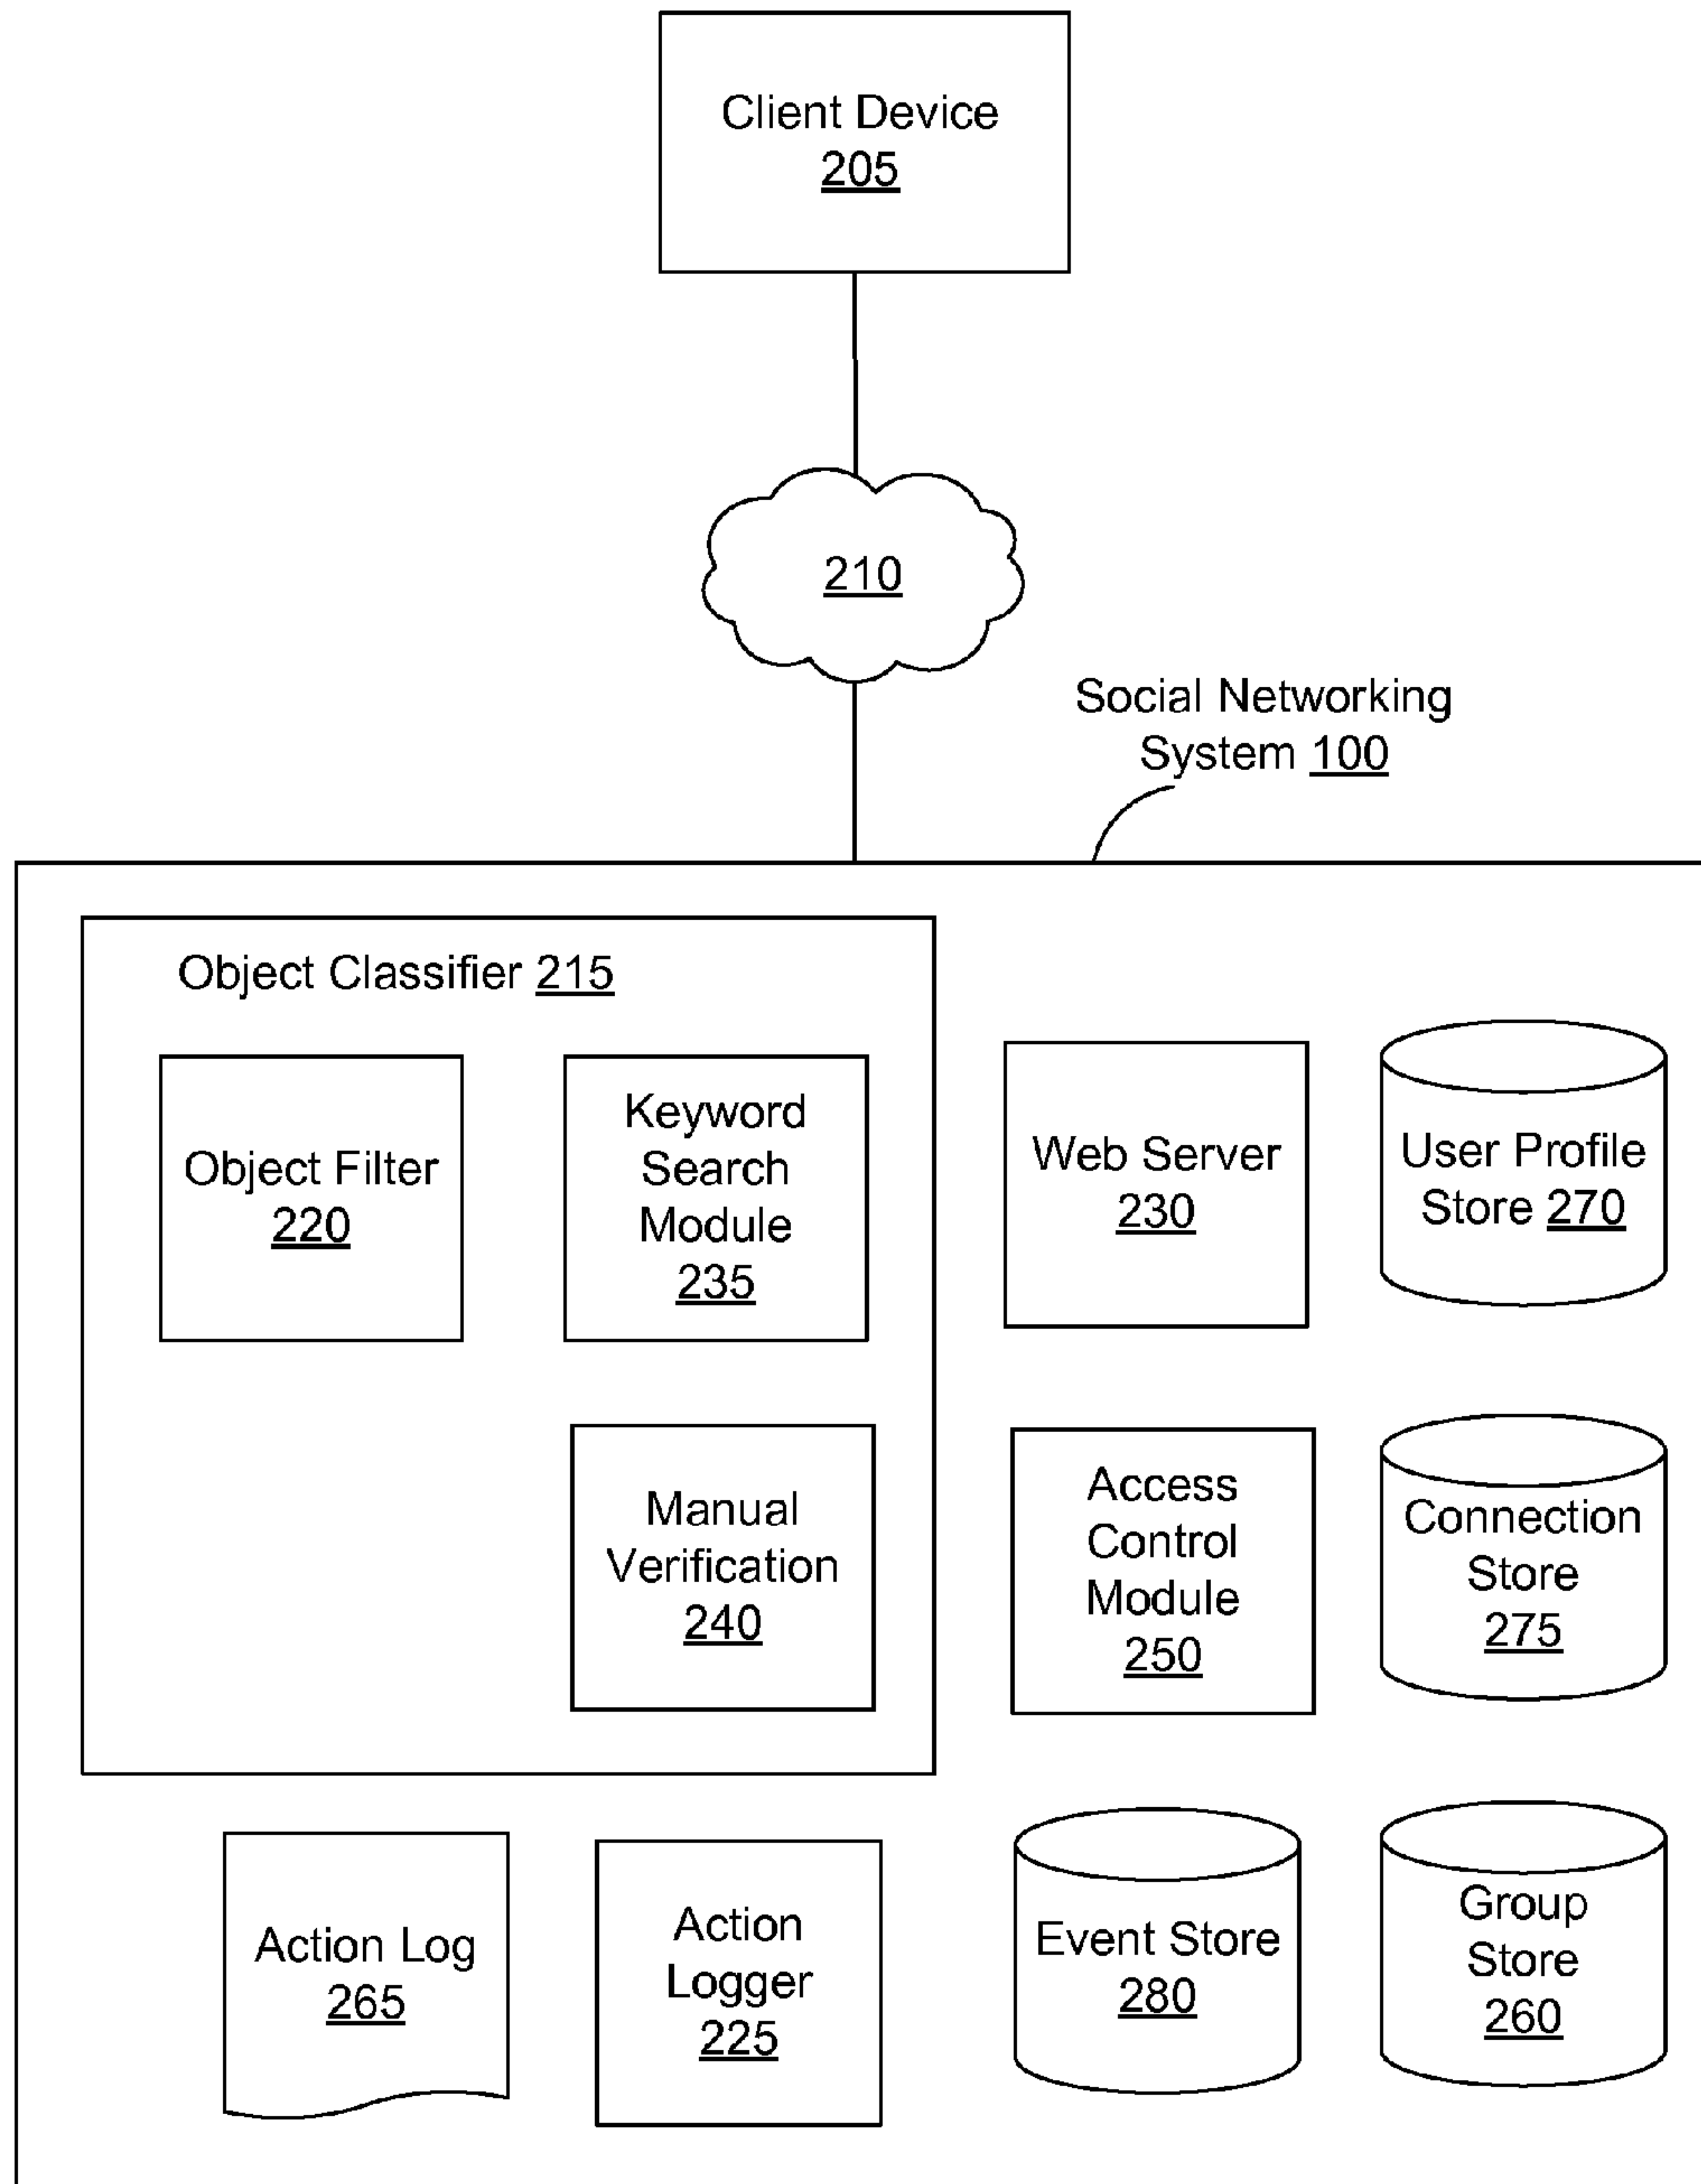 Client Device
205
210
Social Networking
System 100
Object Classifier 215
Object Filter
220
Keyword
Search
Module
235
Web Server
230
User Profile
Store 270
Manual
Verification
240
Access
Control
Module
250
Connection
Store
275
Action Log
265
Action
Logger
225
Event Store
280
Group
Store
260